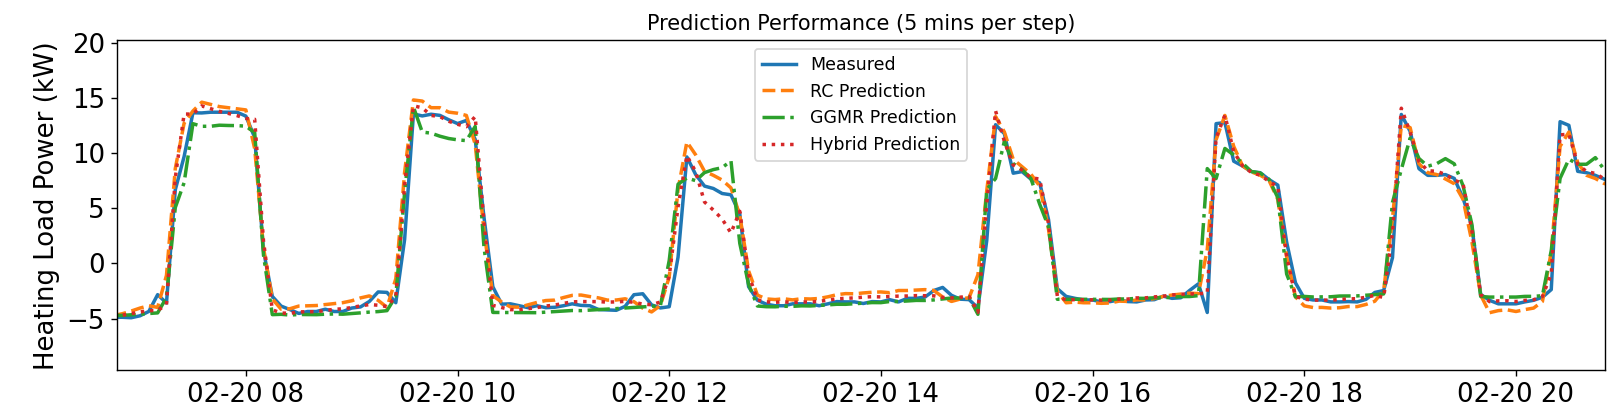 Prediction Performance (5 mins per step)
Heating Load Power (kW)
20
15
10
5
0
−5
Measured
RC Prediction
GGMR Prediction
Hybrid Prediction
02-20 08
02-20 10
02-20 12
02-20 14
02-20 16
02-20 18
02-20 20